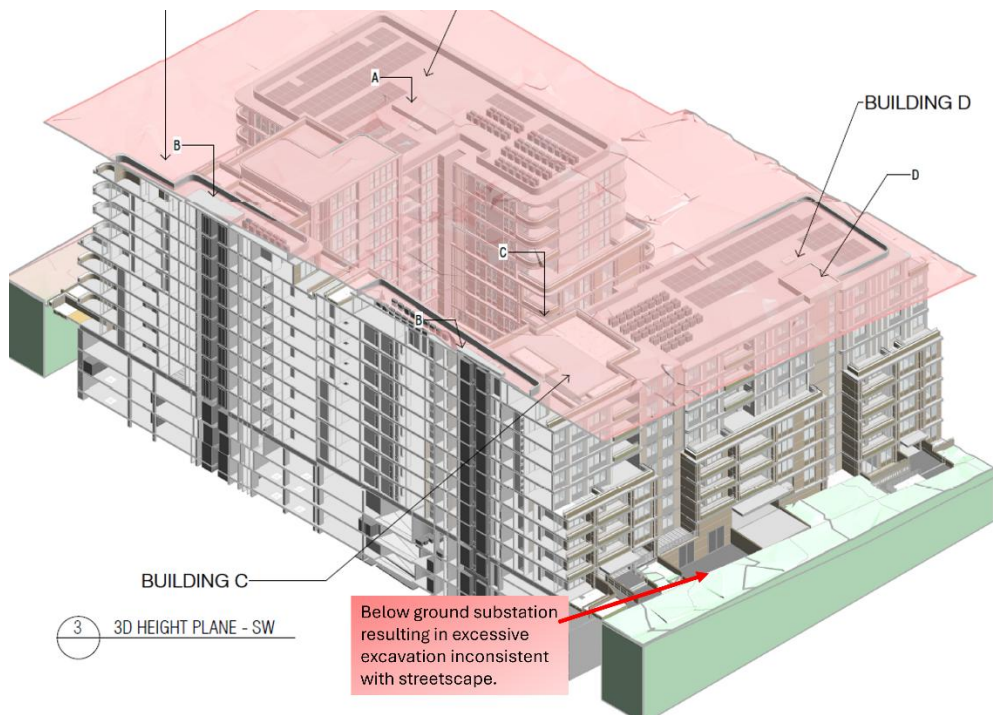 A
B
BUILDING D
D
C
B
BUILDING C
3 3D HEIGHT PLANE - SW
Below ground substation
resulting in excessive
excavation inconsistent
with streetscape.